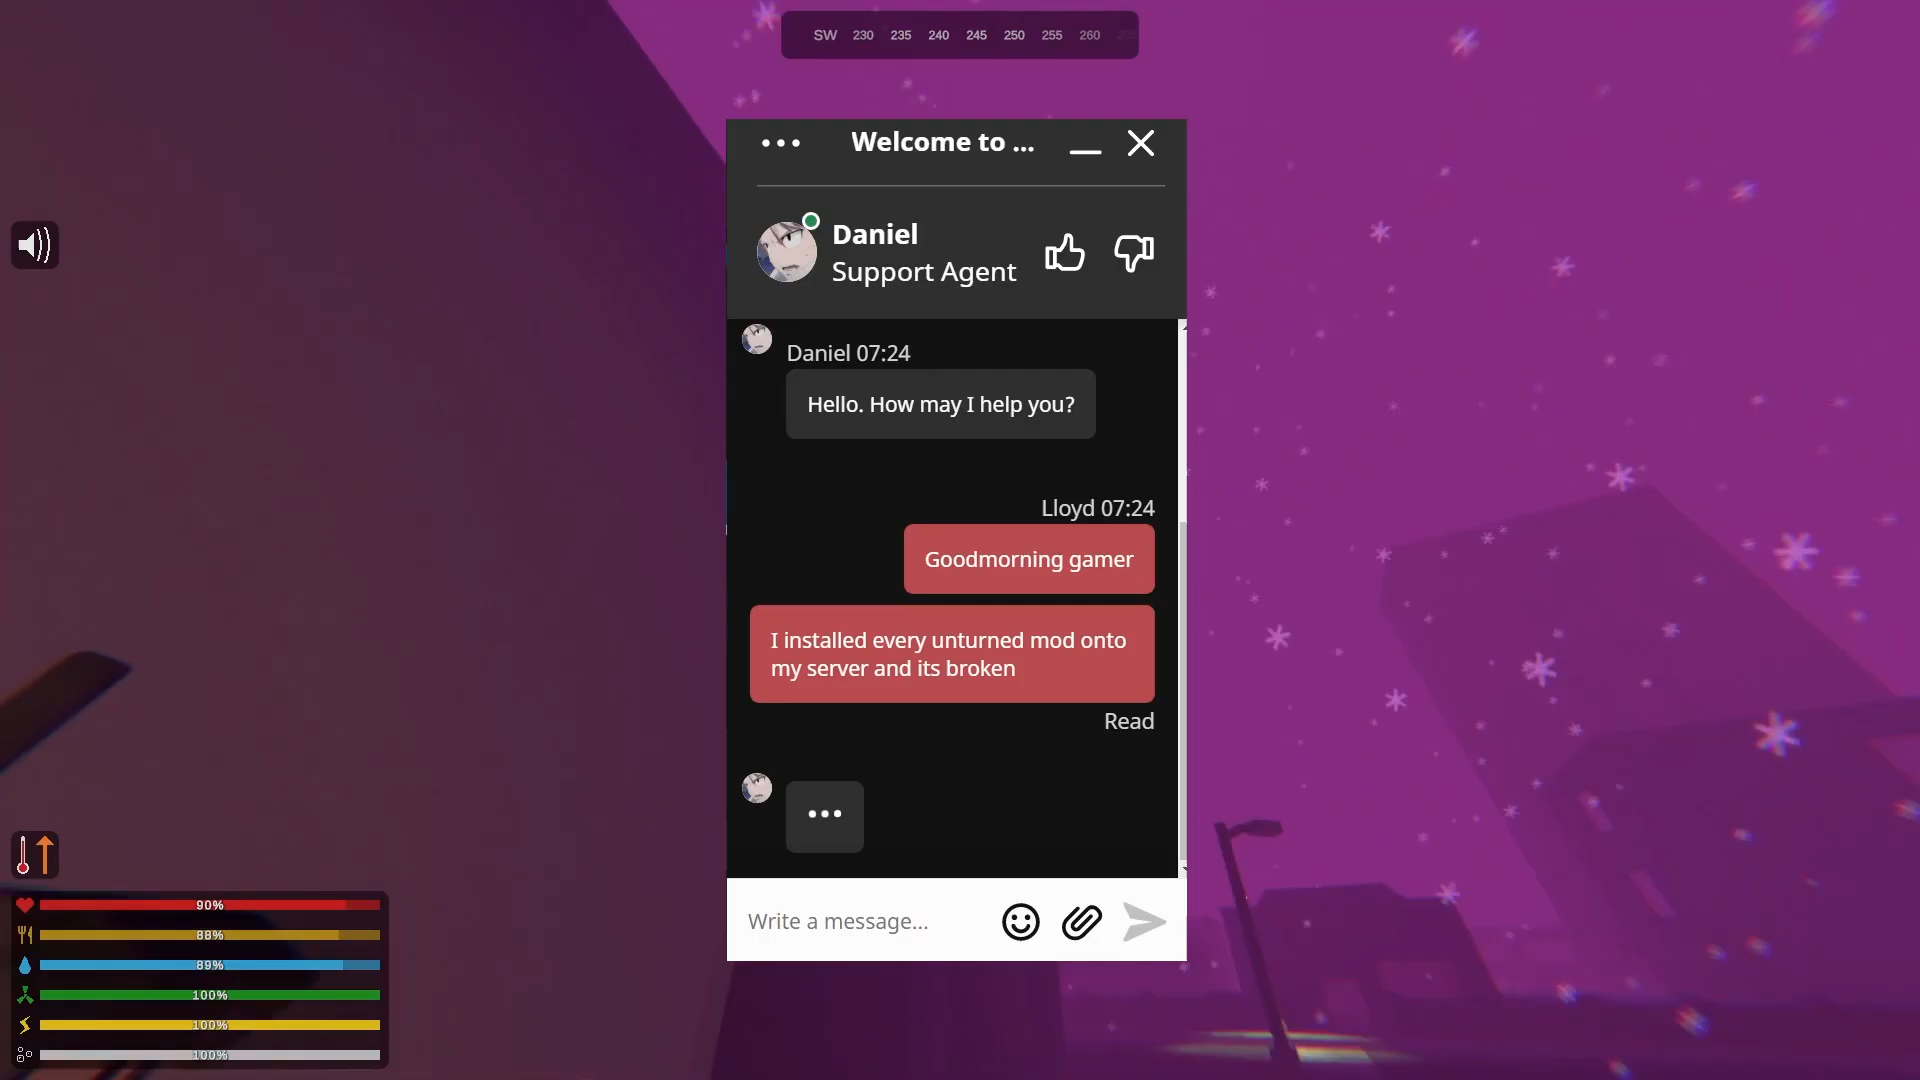 SW 230 235 240 245 250 255 260
Welcome to ...
Daniel
Support Agent
Daniel 07:24
Hello. How may I help you?
Lloyd 07:24
Goodmorning gamer
I installed every unturned mod onto
my server and its broken
Read
Write a message...
90%
88%
89%
100%
100%
100%